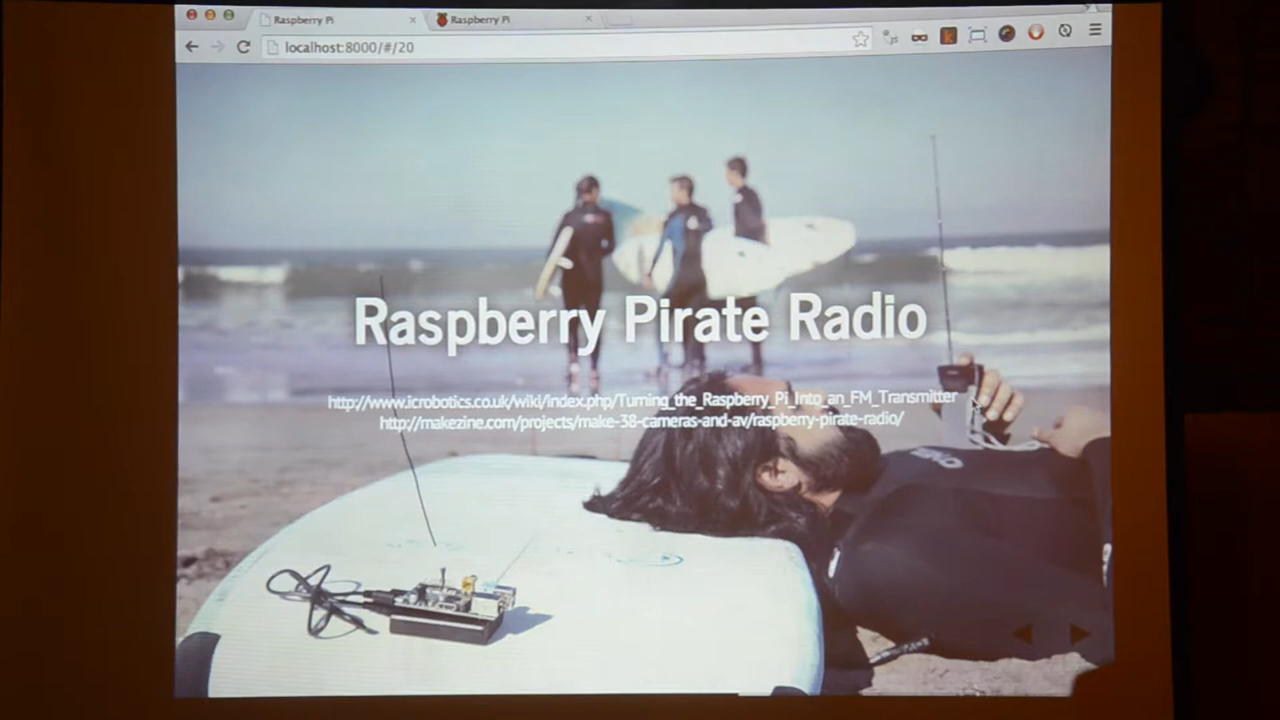 Raspberry Pi
Raspberry Pi
localhost:8000/#/20
Raspberry Pirate Radio
http://www.icrobotics.co.uk/wiki/index.php/Turning_the_Raspberry_Pi_Into_an_FM_Transmitter
http://makezine.com/projects/make-38-cameras-and-av/raspberry-pirate-radio/